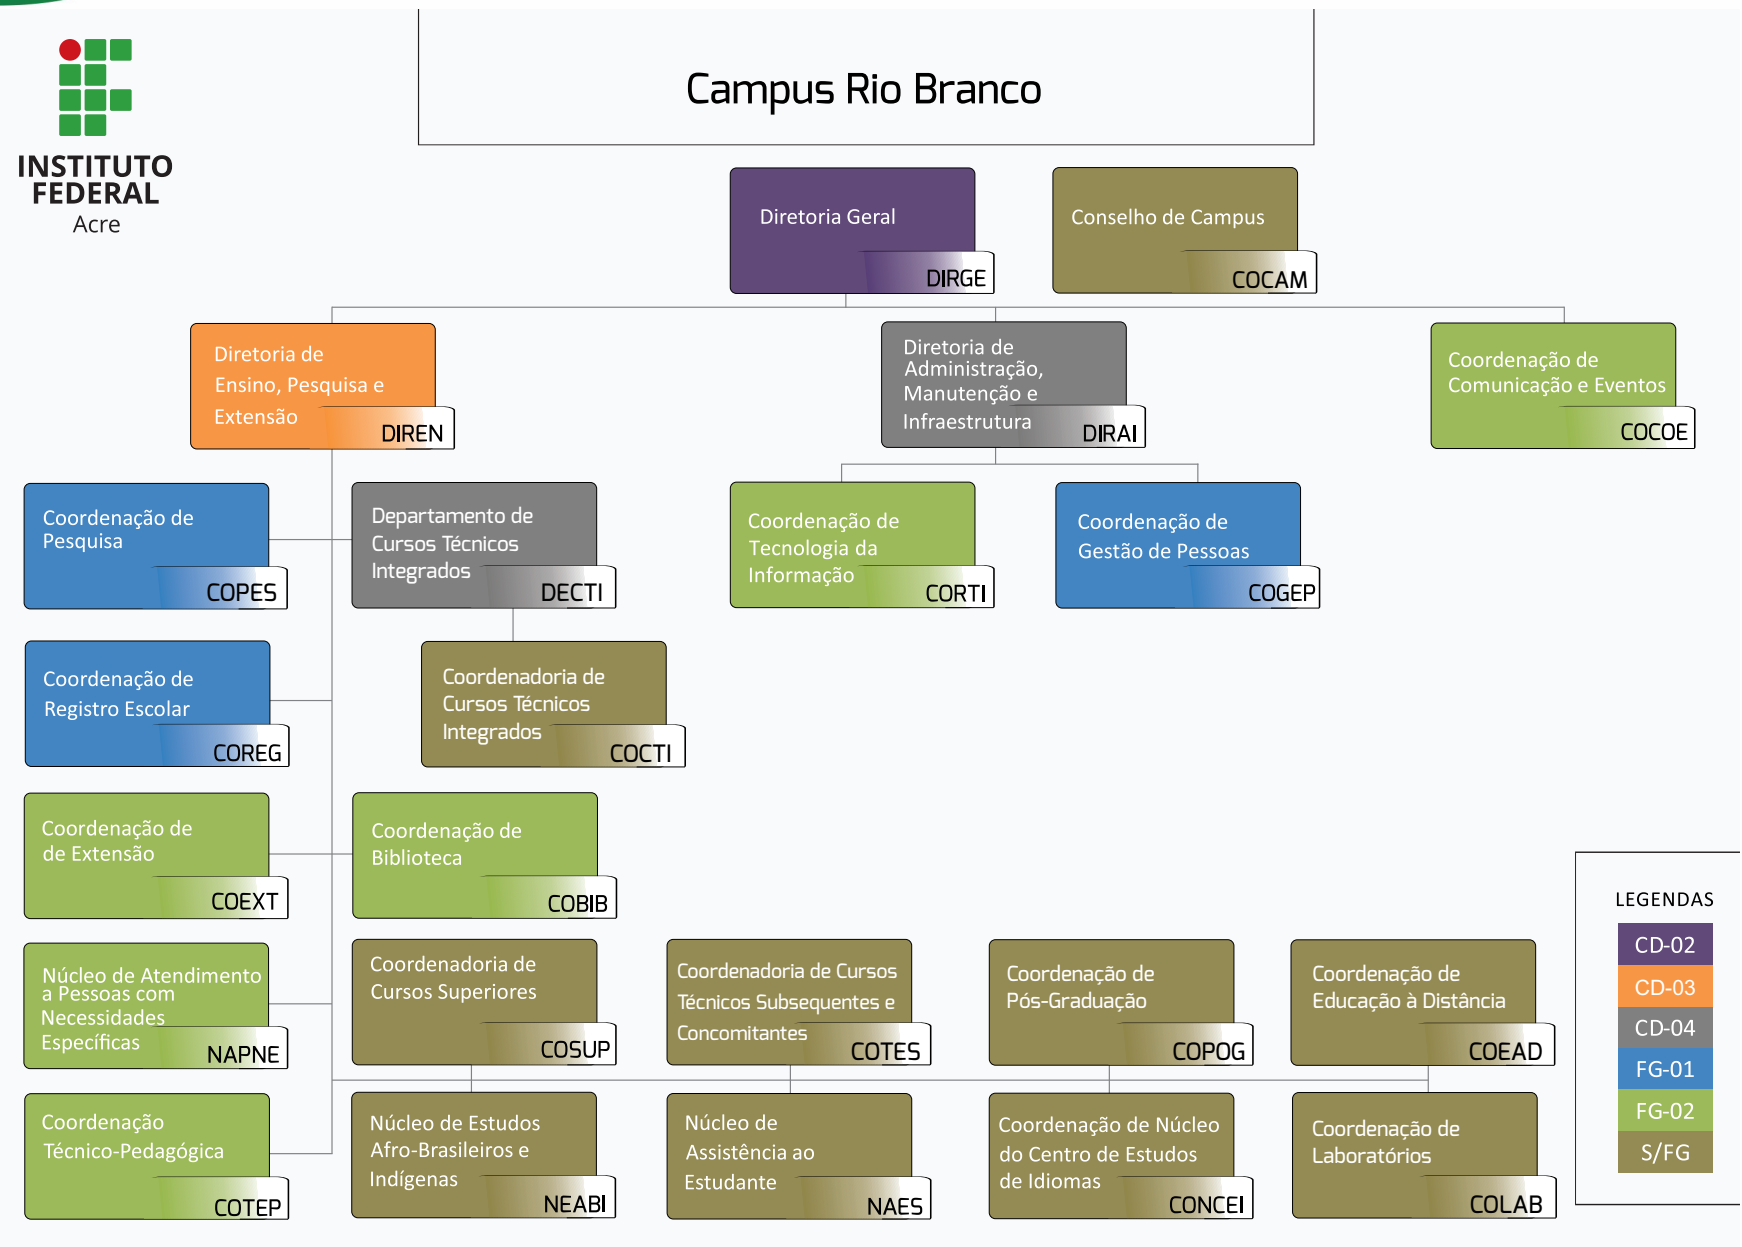 INSTITUTO
FEDERAL
Acre
Campus Rio Branco
Diretoria Geral
DIRGE
Conselho de Campus
COCAM
Diretoria de
Ensino, Pesquisa e
Extensão
DIREN
Diretoria de
Administração,
Manutenção e
Infraestrutura
DIRAI
Coordenação de
Comunicação e Eventos
COCOE
Coordenação de
Pesquisa
COPES
Departamento de
Cursos Técnicos
Integrados
DECTI
Coordenação de
Tecnologia da
Informação
CORTI
Coordenação de
Gestão de Pessoas
COGEP
Coordenação de
Registro Escolar
COREG
Coordenadoria de
Cursos Técnicos
Integrados
COCTI
Coordenação de
de Extensão
COEXT
Coordenação de
Biblioteca
COBIB
Núcleo de Atendimento
a Pessoas com
Necessidades
Específicas
NAPNE
Coordenadoria de
Cursos Superiores
COSUP
Coordenadoria de Cursos
Técnicos Subsequentes e
Concomitantes
COTES
Coordenação de
Pós-Graduação
COPOG
Coordenação de
Educação à Distância
COEAD
Coordenação
Técnico-Pedagógica
COTEP
Núcleo de Estudos
Afro-Brasileiros e
Indígenas
NEABI
Núcleo de
Assistência ao
Estudante
NAES
Coordenação de Núcleo
do Centro de Estudos
de Idiomas
CONCEI
Coordenação de
Laboratórios
COLAB
LEGENDAS
CD-02
CD-03
CD-04
FG-01
FG-02
S/FG